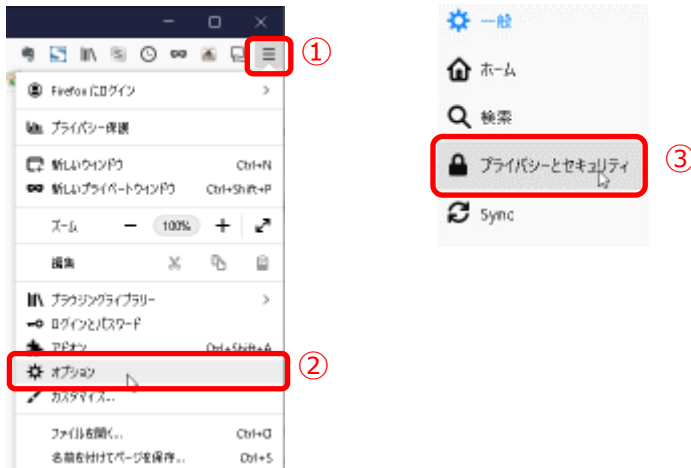 ①
Firefox にログイン
プライバシー保護
新しいウインドウ Ctrl+N
新しいプライベートウインドウ Ctrl+Shift+P
ズーム 100%
編集
ブラウジングライブラリー
ログインとパスワード
アドオン Ctrl+Shift+A
オプション
②
カスタマイズ...
ファイルを開く... Ctrl+O
名前を付けてページを保存... Ctrl+S
一般
ホーム
検索
プライバシーとセキュリティ
③
Sync